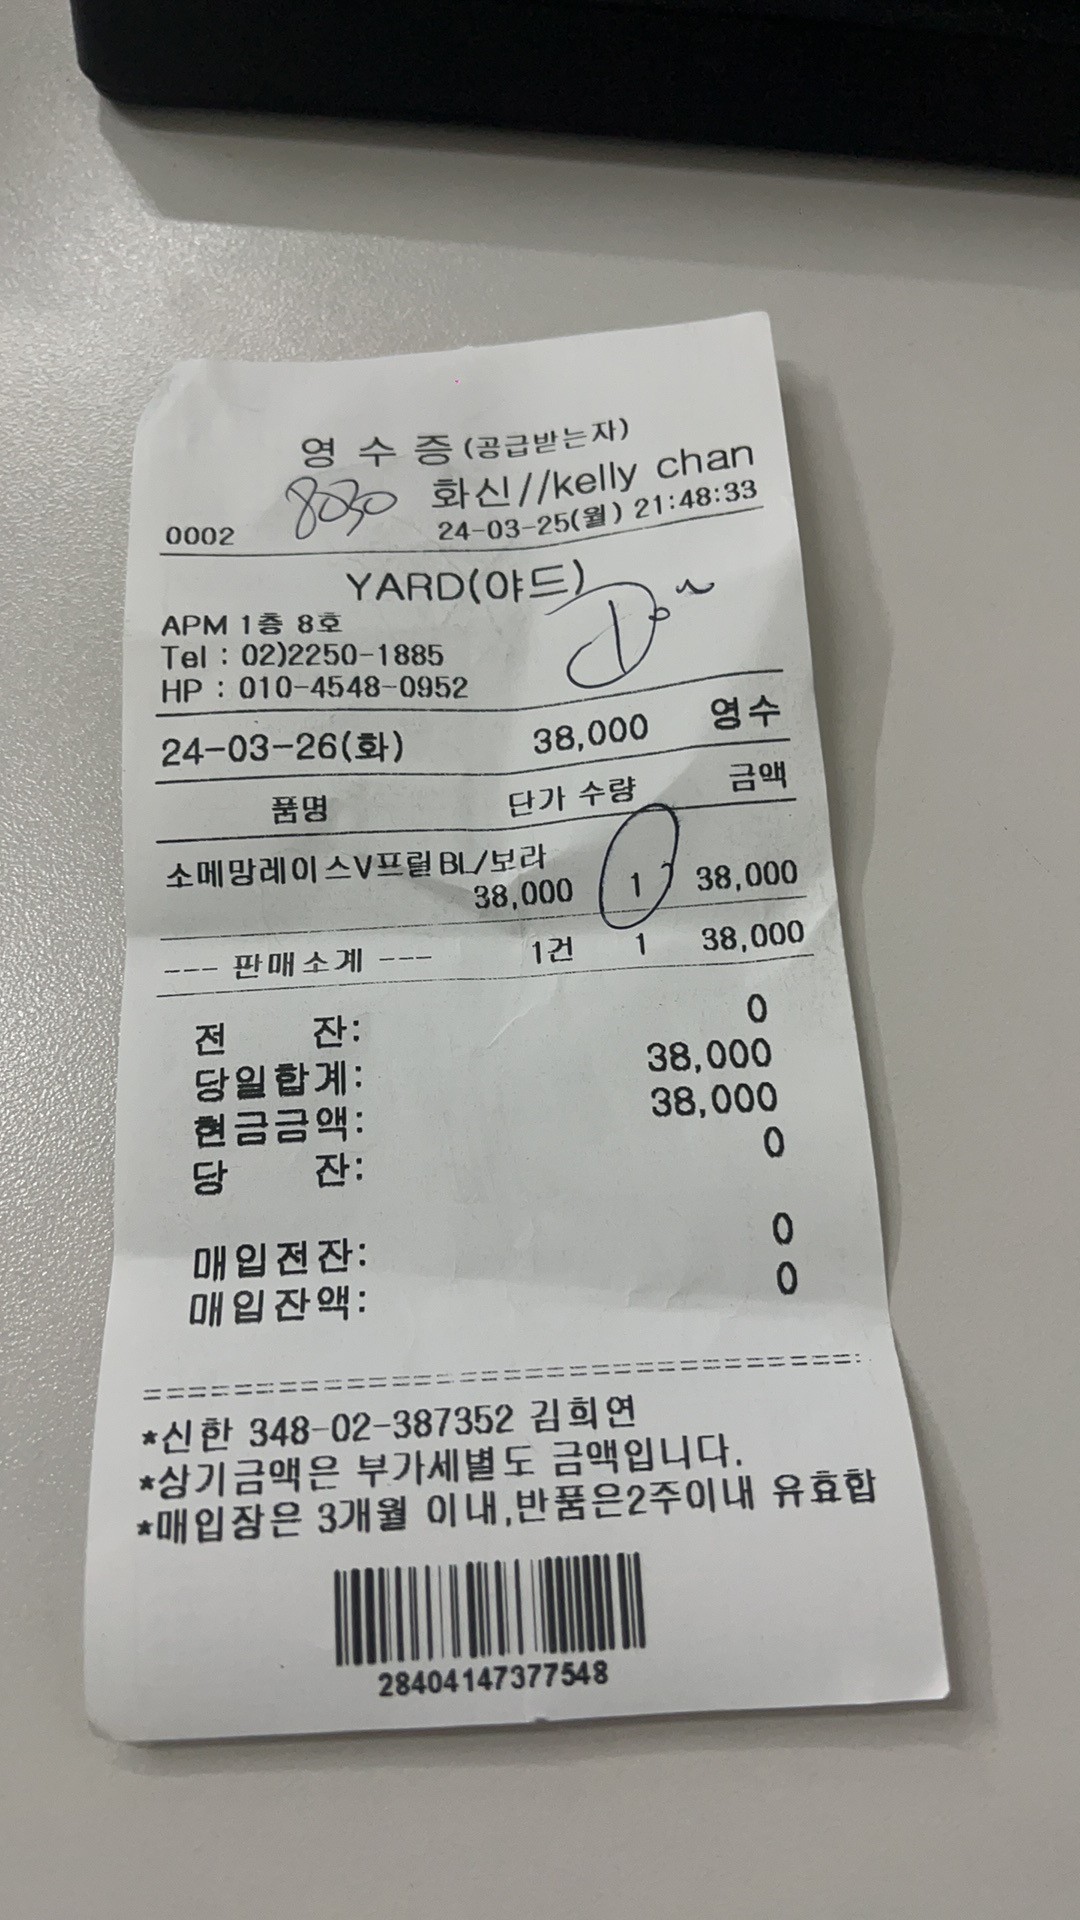 영 수 증 (공급받는자)
8030 화신//kelly chan
0002 24-03-25(월) 21:48:33
YARD(야드)
APM 1층 8호
Tel : 02)2250-1885
HP : 010-4548-0952
24-03-26(화) 38,000 영수
품명 단가 수량 금액
소메망레이스V프릴BL/보라
38,000 1 38,000
--- 판매소계 --- 1건 1 38,000
전 잔: 0
당일합계: 38,000
현금금액: 38,000
당 잔: 0
매입전잔: 0
매입잔액: 0
*신한 348-02-387352 김희연
*상기금액은 부가세별도 금액입니다.
*매입장은 3개월 이내,반품은2주이내 유효합
28404147377548